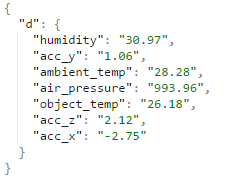 {
  "d": {
    "humidity": "30.97",
    "acc_y": "1.06",
    "ambient_temp": "28.28",
    "air_pressure": "993.96",
    "object_temp": "26.18",
    "acc_z": "2.12",
    "acc_x": "-2.75"
  }
}